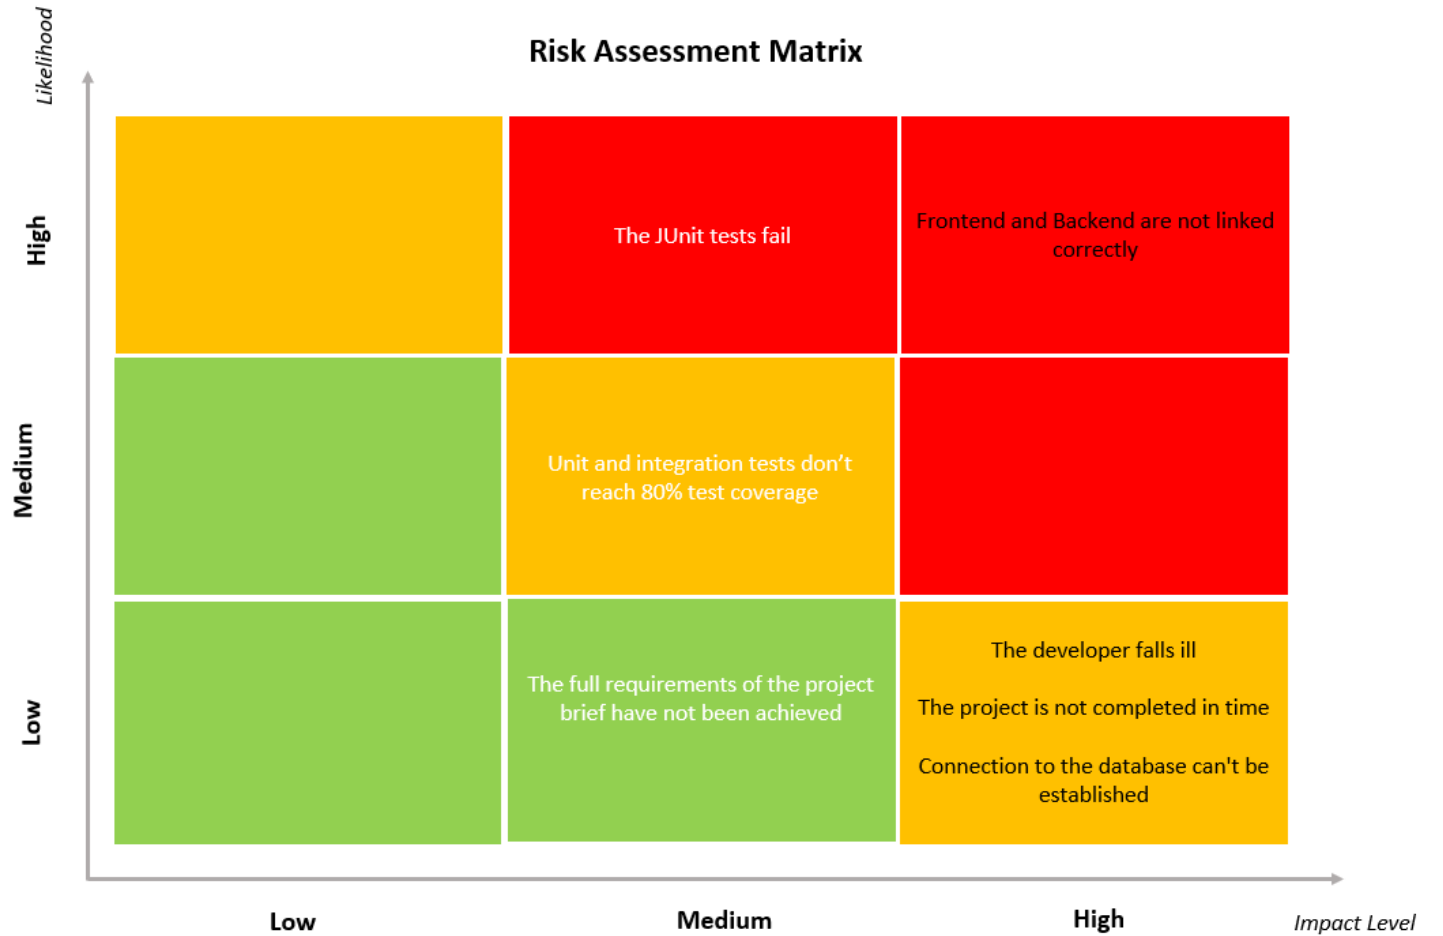 Likelihood
Risk Assessment Matrix
High
The JUnit tests fail
Frontend and Backend are not linked
correctly
Medium
Unit and integration tests don’t
reach 80% test coverage
Low
The full requirements of the project
brief have not been achieved
The developer falls ill
The project is not completed in time
Connection to the database can't be
established
Low
Medium
High
Impact Level